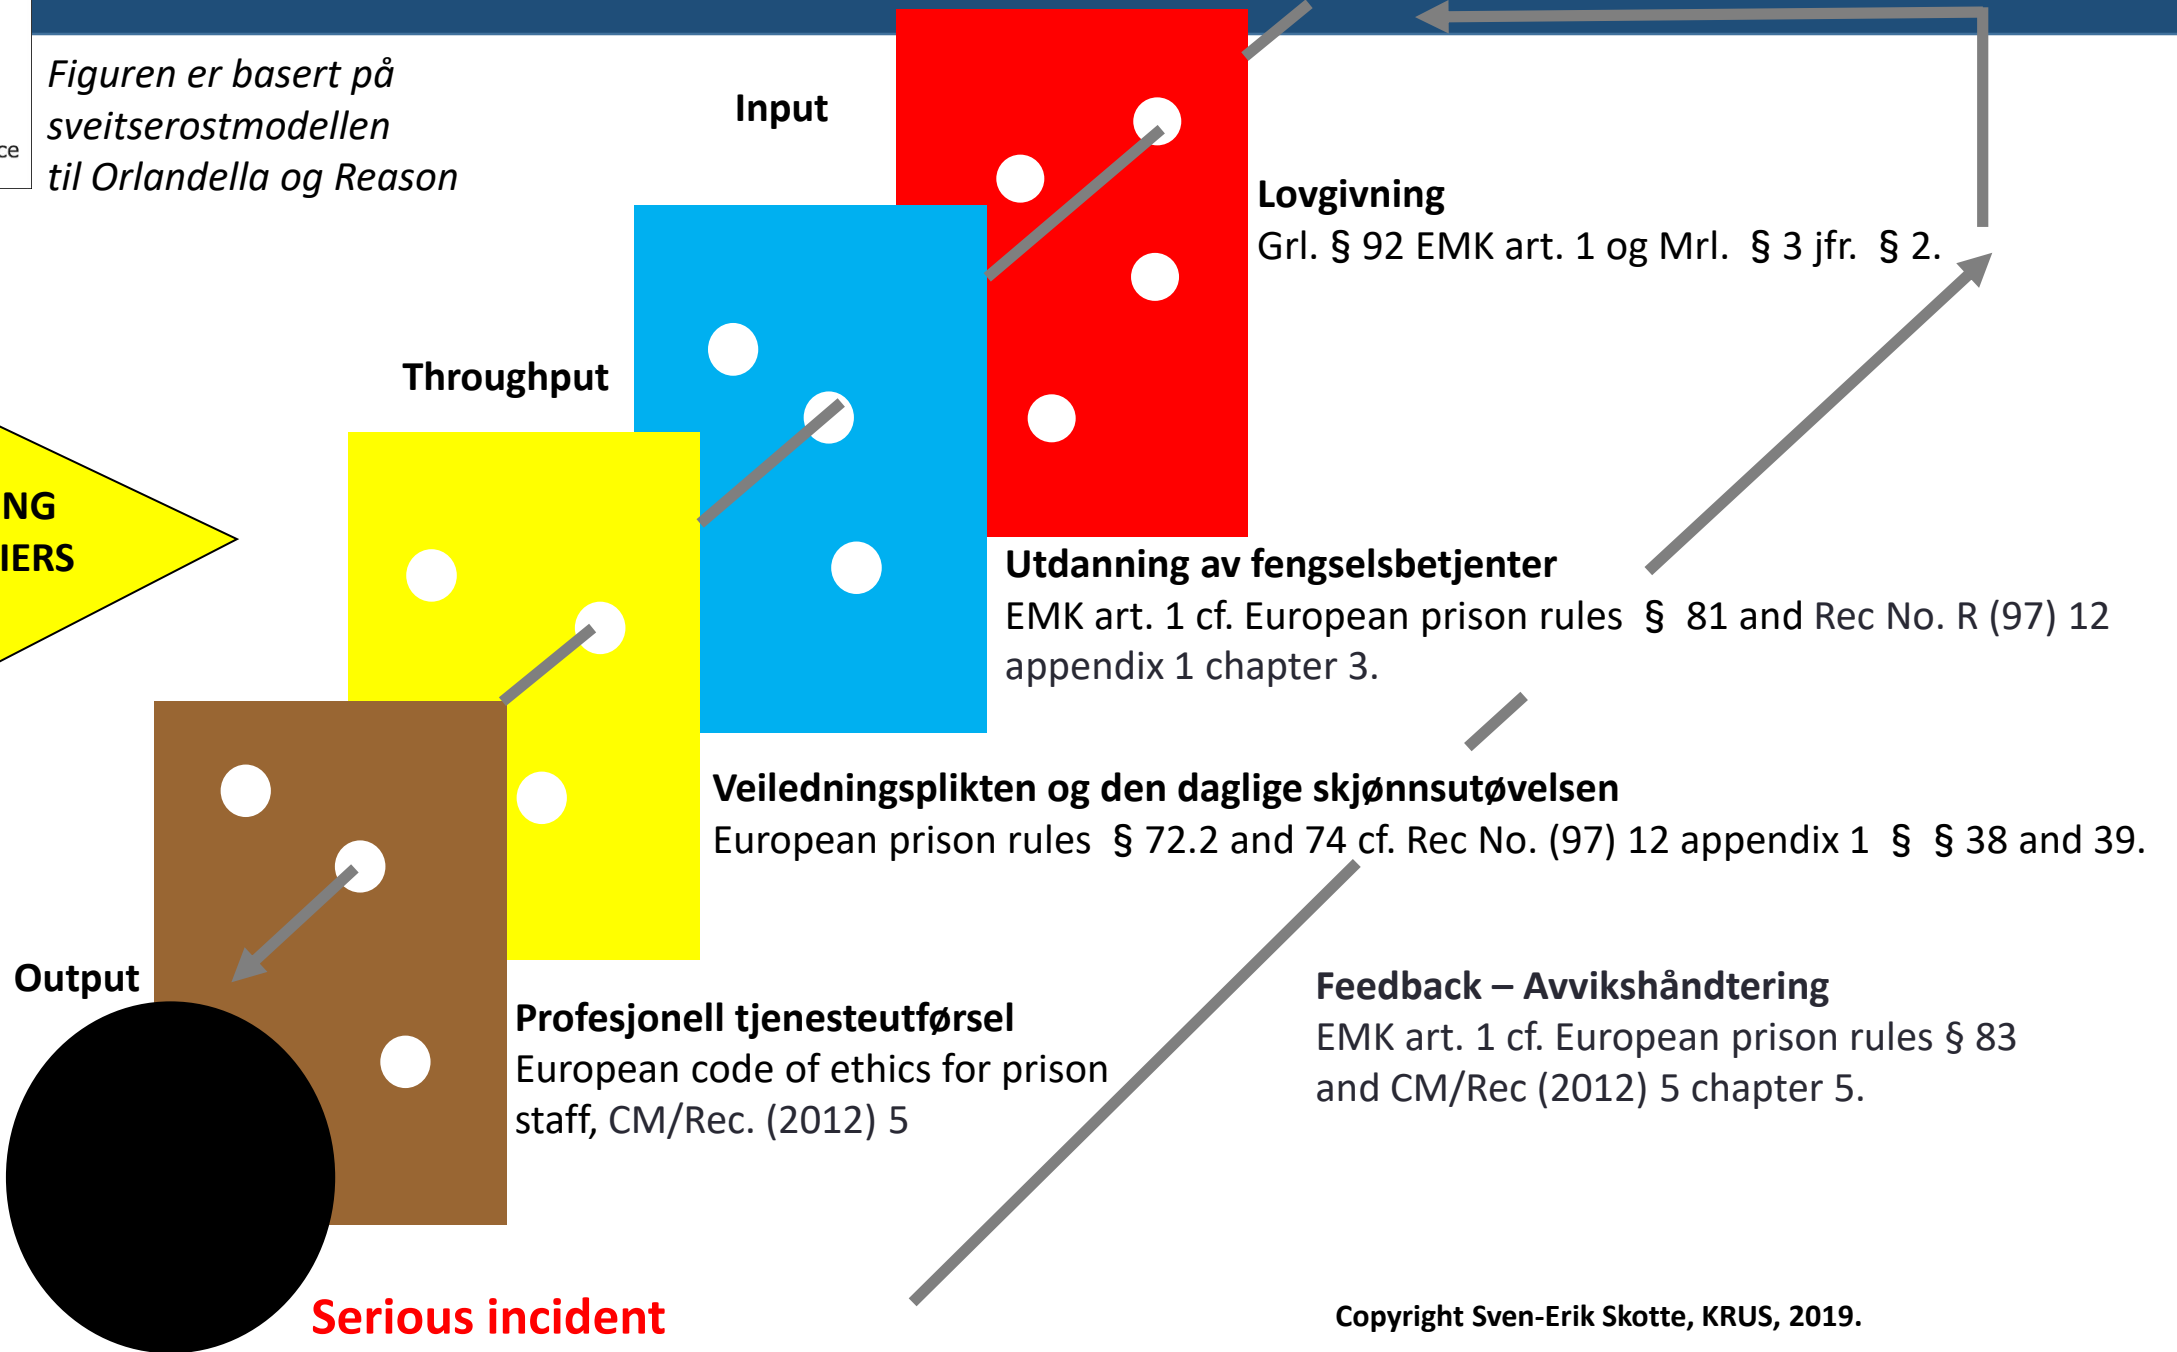 Figuren er basert på
sveitserostmodellen
til Orlandella og Reason
ce
Input
Lovgivning
Grl. § 92 EMK art. 1 og Mrl. § 3 jfr. § 2.
Throughput
NG
IERS
Utdanning av fengselsbetjenter
EMK art. 1 cf. European prison rules § 81 and Rec No. R (97) 12
appendix 1 chapter 3.
Veiledningsplikten og den daglige skjønnsutøvelsen
European prison rules § 72.2 and 74 cf. Rec No. (97) 12 appendix 1 § § 38 and 39.
Output
Profesjonell tjenesteutførsel
European code of ethics for prison
staff, CM/Rec. (2012) 5
Feedback – Avvikshåndtering
EMK art. 1 cf. European prison rules § 83
and CM/Rec (2012) 5 chapter 5.
Serious incident
Copyright Sven-Erik Skotte, KRUS, 2019.